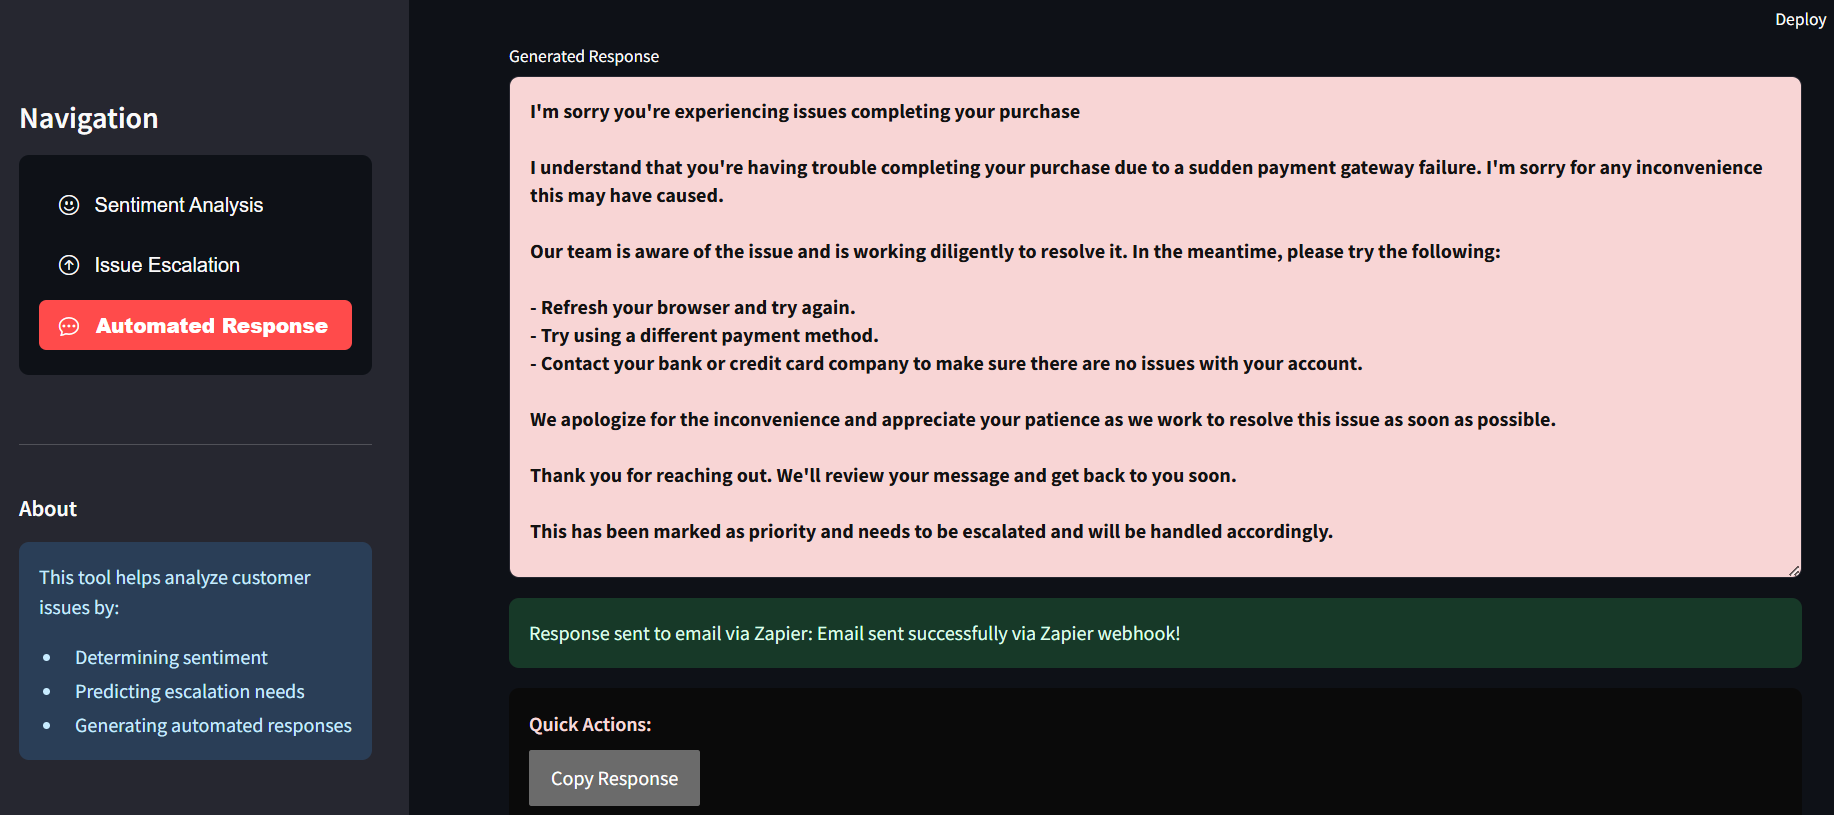 Deploy
Navigation
Sentiment Analysis
Issue Escalation
Automated Response
About
This tool helps analyze customer
issues by:
• Determining sentiment
• Predicting escalation needs
• Generating automated responses
Generated Response
I'm sorry you're experiencing issues completing your purchase
I understand that you're having trouble completing your purchase due to a sudden payment gateway failure. I'm sorry for any inconvenience
this may have caused.
Our team is aware of the issue and is working diligently to resolve it. In the meantime, please try the following:
- Refresh your browser and try again.
- Try using a different payment method.
- Contact your bank or credit card company to make sure there are no issues with your account.
We apologize for the inconvenience and appreciate your patience as we work to resolve this issue as soon as possible.
Thank you for reaching out. We'll review your message and get back to you soon.
This has been marked as priority and needs to be escalated and will be handled accordingly.
Response sent to email via Zapier: Email sent successfully via Zapier webhook!
Quick Actions:
Copy Response